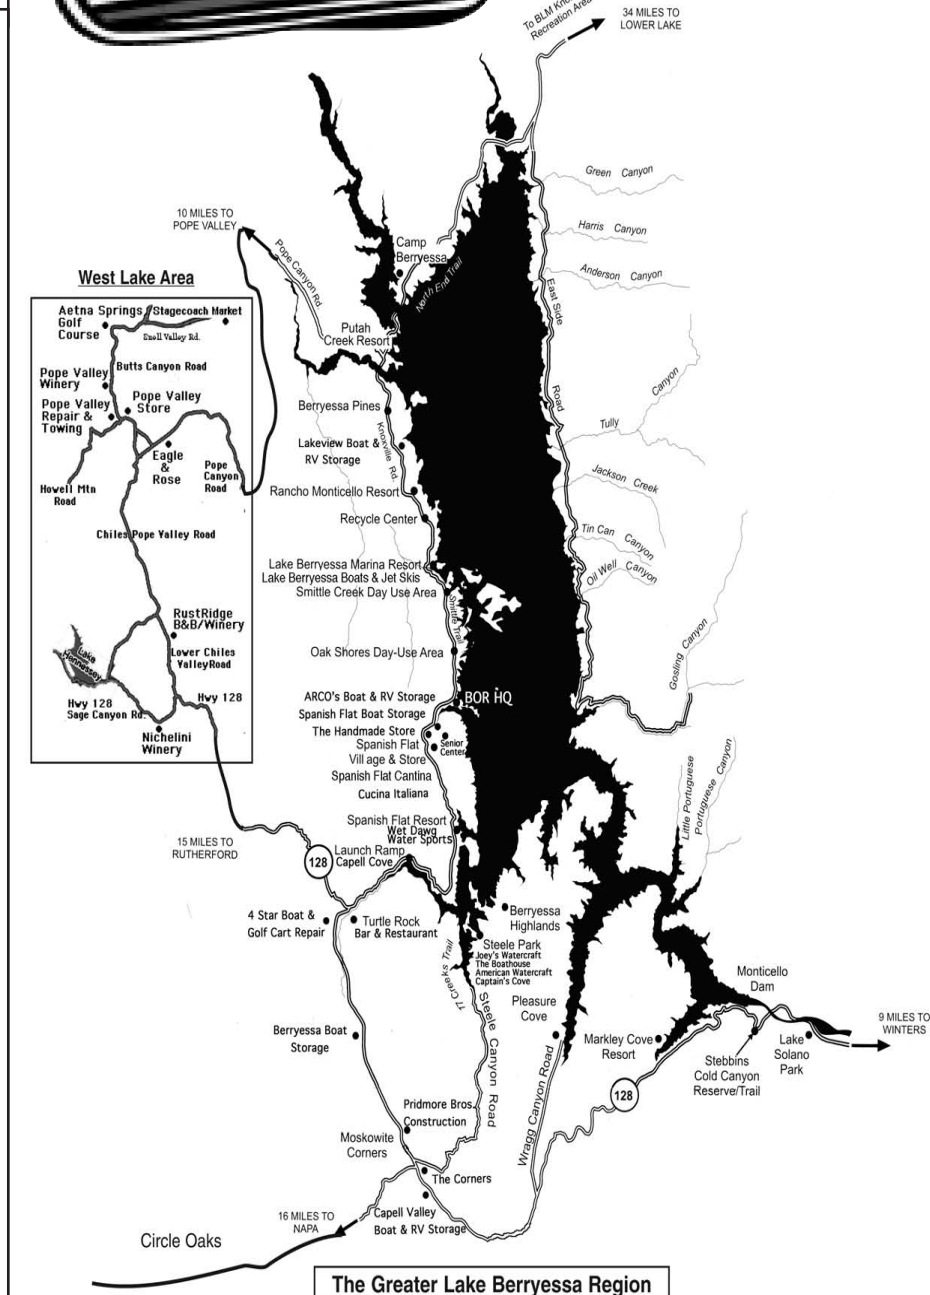 To BLM Kno
Recreation Area
34 MILES TO
LOWER LAKE
Green Canyon
10 MILES TO
POPE VALLEY
Harris Canyon
Camp
Berryessa
Pope Canyon Rd.
North End Trail
Anderson Canyon
East Side
Road
West Lake Area
Aetna Springs
Golf
Course
Stagecoach Market
Snell Valley Rd.
Butts Canyon Road
Pope Valley
Winery
Pope Valley
Store
Pope Valley
Repair &
Towing
Eagle
&
Rose
Pope
Canyon
Road
Howell Mtn
Road
Chiles Pope Valley Road
RustRidge
B&B/Winery
Lower Chiles
ValleyRoad
Lake
Hennessey
Hwy 128
Sage Canyon Rd.
Hwy 128
Nichelini
Winery
Putah
Creek Resort
Berryessa Pines
Knoxville Rd.
Lakeview Boat &
RV Storage
Rancho Monticello Resort
Recycle Center
Lake Berryessa Marina Resort
Lake Berryessa Boats & Jet Skis
Smittle Creek Day Use Area
Smittle Trail
Oak Shores Day-Use Area
ARCO's Boat & RV Storage
BOR HQ
Spanish Flat Boat Storage
The Handmade Store
Senior
Center
Spanish Flat
Village & Store
Spanish Flat Cantina
Cucina Italiana
Spanish Flat Resort
Wet Dawg
Water Sports
Launch Ramp
Capell Cove
Tully Canyon
Jackson Creek
Tin Can Canyon
Oil Well Canyon
Gosling Canyon
Little Portuguese
Portuguese Canyon
15 MILES TO
RUTHERFORD
128
4 Star Boat &
Golf Cart Repair
Turtle Rock
Bar & Restaurant
Berryessa
Highlands
Steele Park
Joey's Watercraft
The Boathouse
American Watercraft
Captain's Cove
17 Creeks Trail
Steele Canyon Road
Pleasure
Cove
Monticello
Dam
9 MILES TO
WINTERS
Berryessa Boat
Storage
Markley Cove
Resort
Stebbins
Cold Canyon
Reserve/Trail
Lake
Solano
Park
128
Wragg Canyon Road
Pridmore Bros.
Construction
Moskowite
Corners
The Corners
Capell Valley
Boat & RV Storage
16 MILES TO
NAPA
Circle Oaks
The Greater Lake Berryessa Region